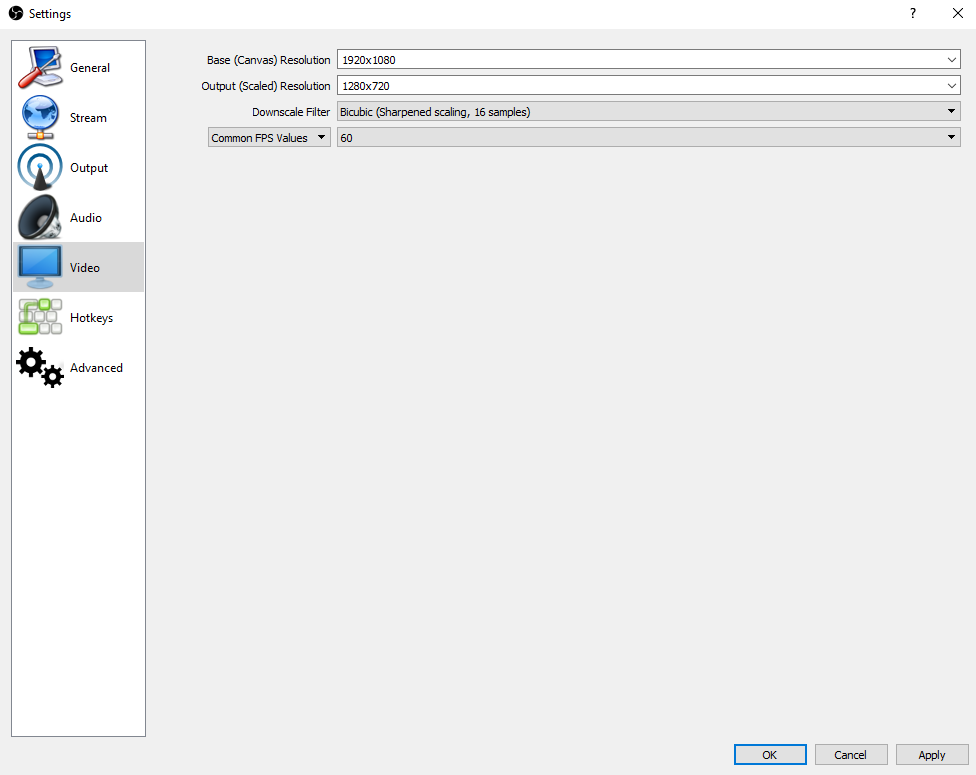 Settings
?
General
Stream
Output
Audio
Video
Hotkeys
Advanced
Base (Canvas) Resolution 1920x1080
Output (Scaled) Resolution 1280x720
Downscale Filter Bicubic (Sharpened scaling, 16 samples)
Common FPS Values 60
OK Cancel Apply